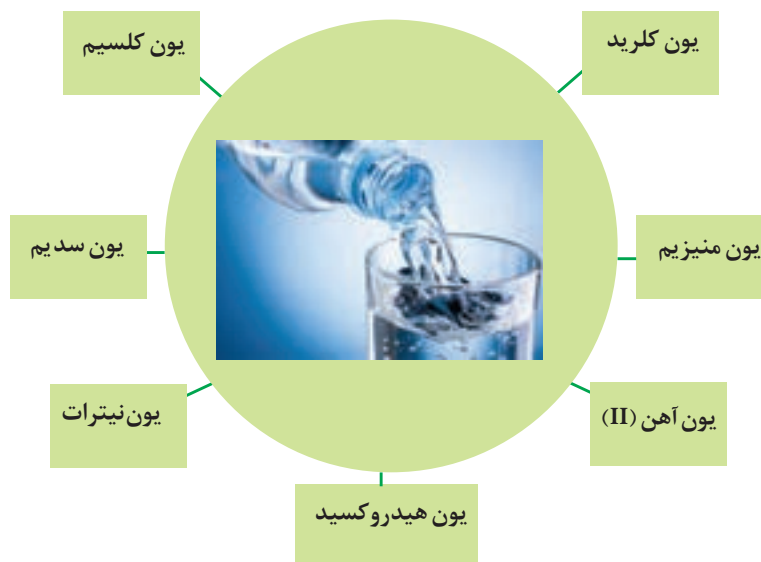 یون کلرید
یون کلسیم
یون منیزیم
یون سدیم
یون آهن (II)
یون نیترات
یون هیدروکسید